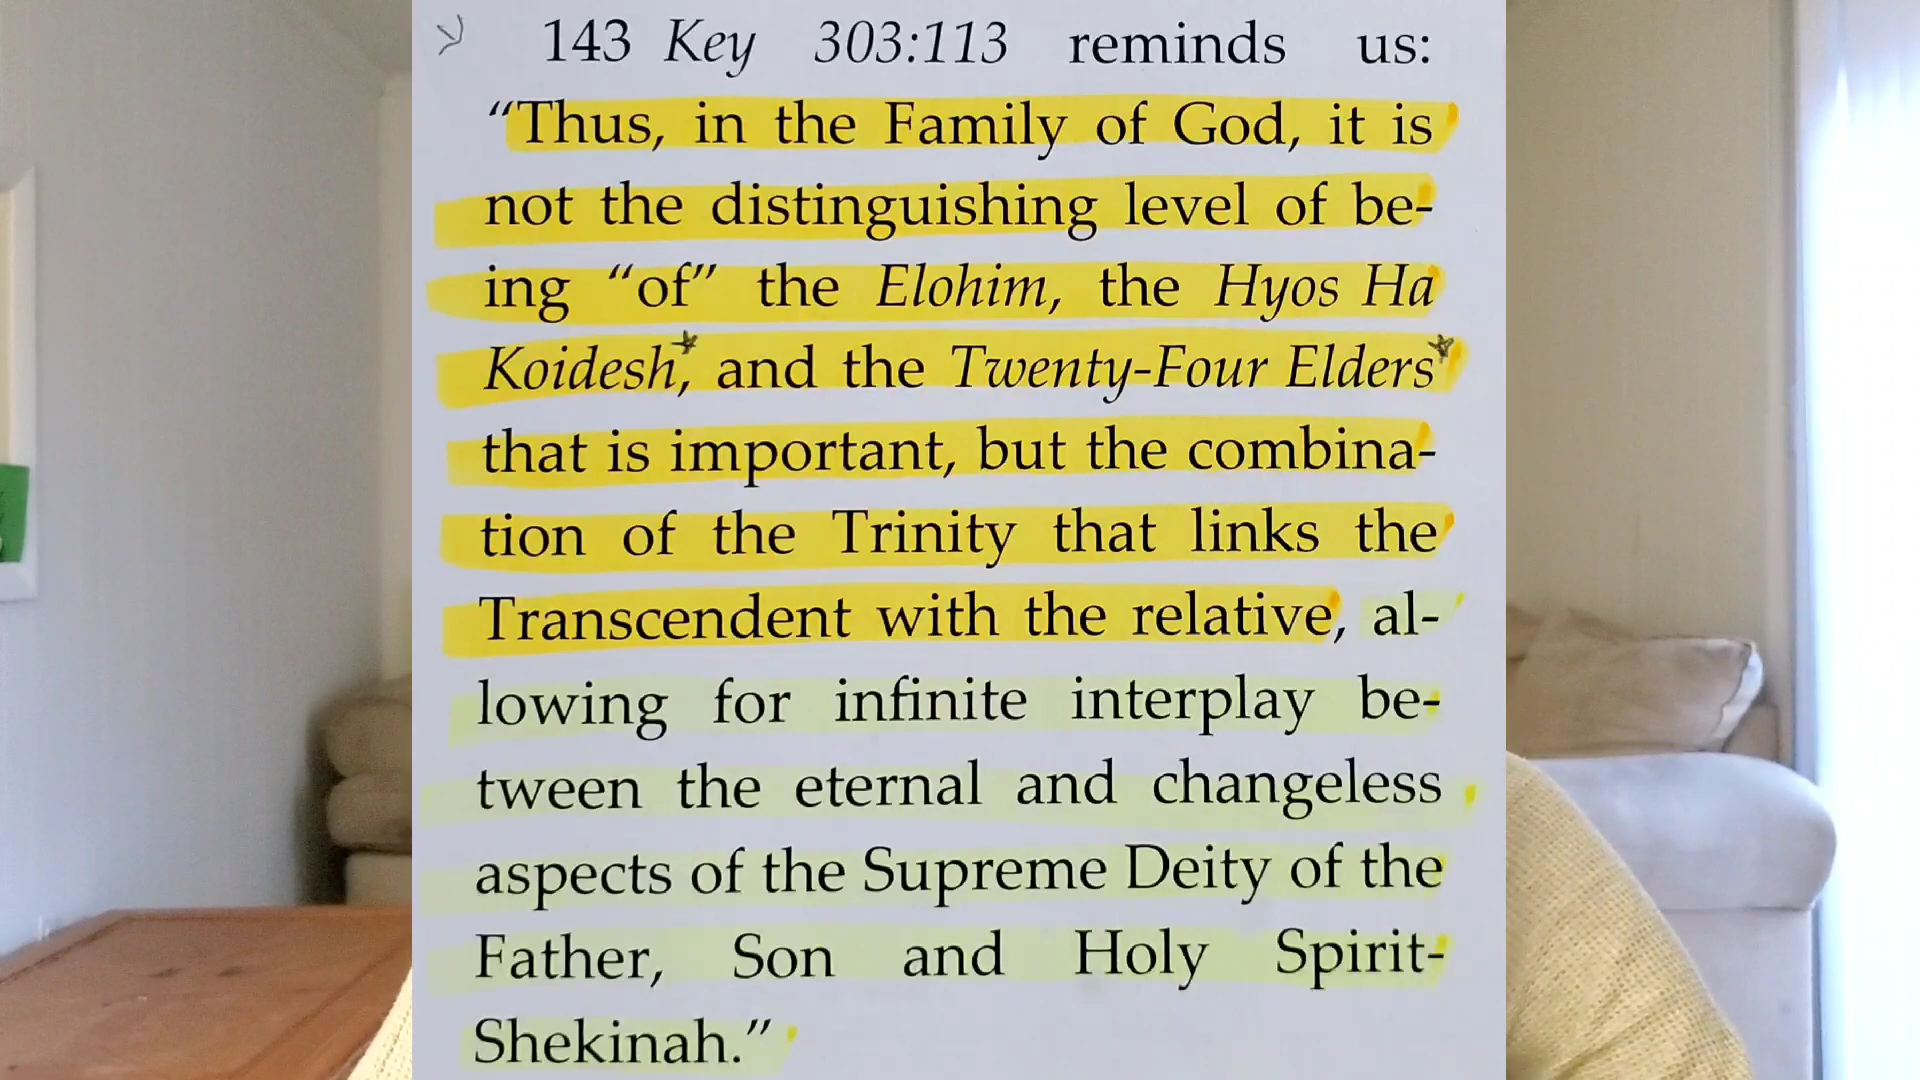 143 Key 303:113 reminds us:
“Thus, in the Family of God, it is
not the distinguishing level of be-
ing “of” the Elohim, the Hyos Ha
Koidesh,* and the Twenty-Four Elders*
that is important, but the combina-
tion of the Trinity that links the
Transcendent with the relative, al-
lowing for infinite interplay be-
tween the eternal and changeless
aspects of the Supreme Deity of the
Father, Son and Holy Spirit-
Shekinah.”